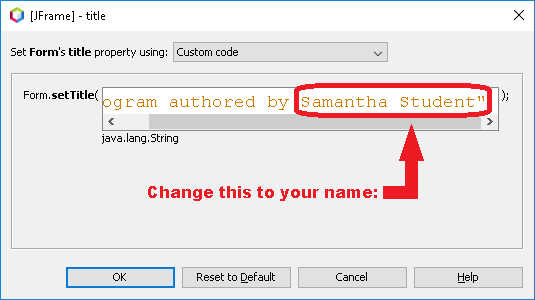 [JFrame] - title
Set Form's title property using: Custom code
Form.setTitle( ogram authored by Samantha Student" );
java.lang.String
Change this to your name:
OK Reset to Default Cancel Help